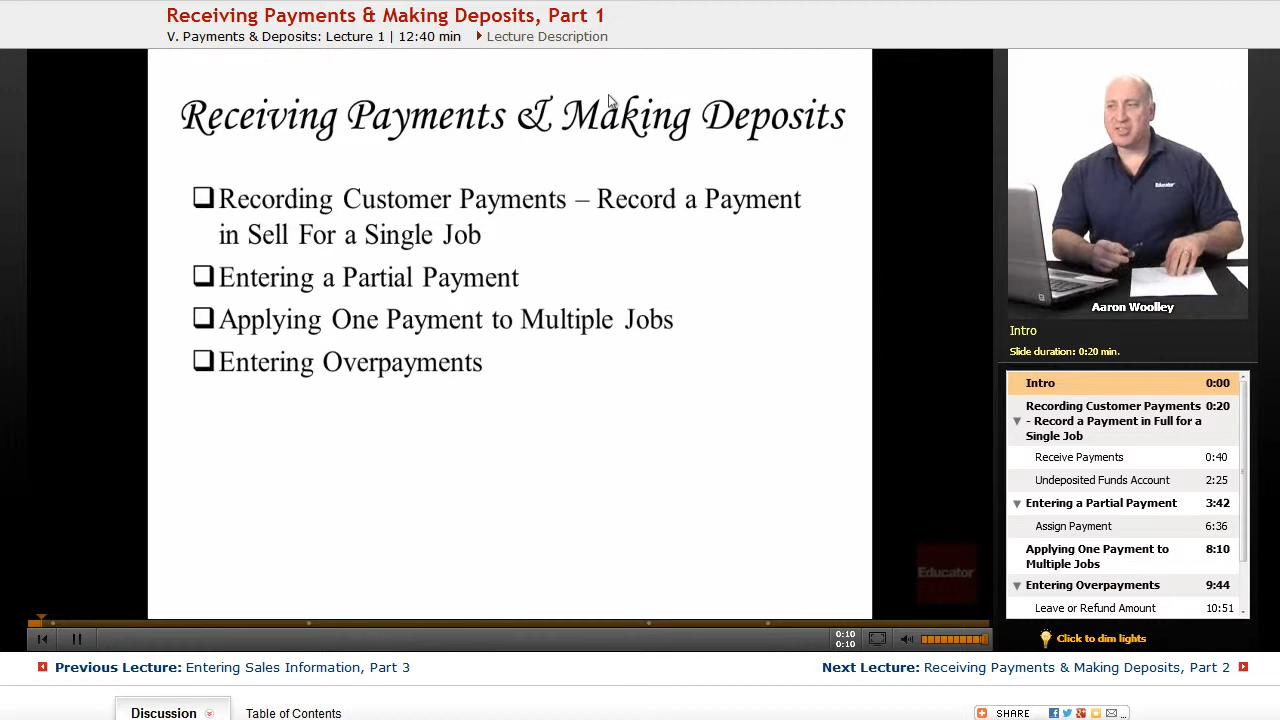 Receiving Payments & Making Deposits, Part 1
V. Payments & Deposits: Lecture 1 | 12:40 min
Lecture Description
Receiving Payments & Making Deposits
Recording Customer Payments – Record a Payment
in Sell For a Single Job
Entering a Partial Payment
Applying One Payment to Multiple Jobs
Entering Overpayments
Educator
Educator
Aaron Woolley
Intro
Slide duration: 0:20 min.
Intro 0:00
Recording Customer Payments 0:20
- Record a Payment in Full for a
Single Job
Receive Payments 0:40
Undeposited Funds Account 2:25
Entering a Partial Payment 3:42
Assign Payment 6:36
Applying One Payment to 8:10
Multiple Jobs
Entering Overpayments 9:44
Leave or Refund Amount 10:51
0:10
0:10
Click to dim lights
Previous Lecture: Entering Sales Information, Part 3
Next Lecture: Receiving Payments & Making Deposits, Part 2
Discussion
Table of Contents
SHARE